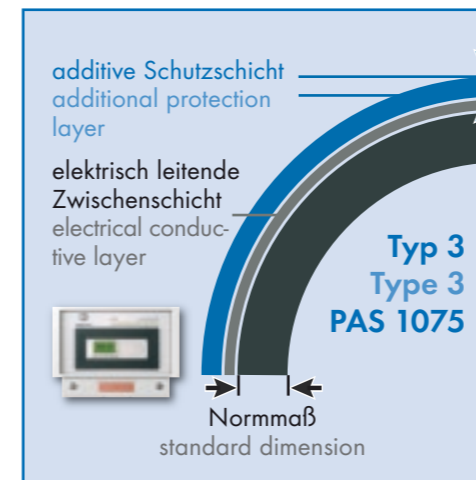 additive Schutzschicht
additional protection
layer
elektrisch leitende
Zwischenschicht
electrical conduc-
tive layer
Typ 3
Type 3
PAS 1075
Normmaß
standard dimension